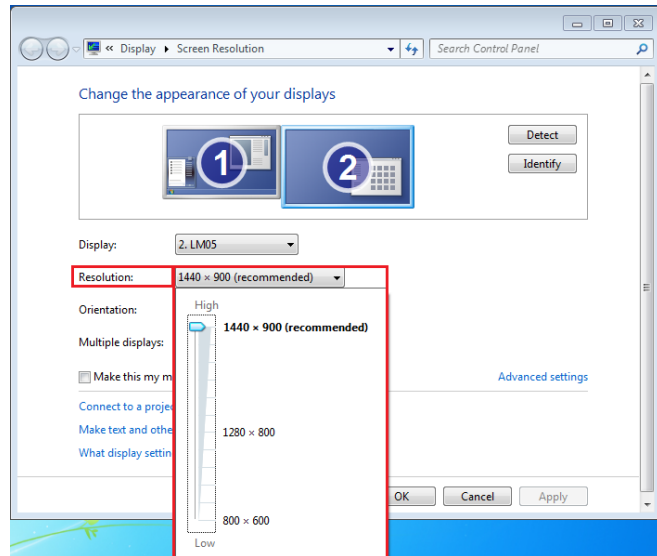 « Display ▸ Screen Resolution
Search Control Panel
Change the appearance of your displays
1
2
Detect
Identify
Display:
2. LM05
Resolution:
1440 × 900 (recommended)
Orientation:
High
1440 × 900 (recommended)
Multiple displays:
Make this my m
Advanced settings
Connect to a proje
Make text and othe
1280 × 800
What display settin
OK
Cancel
Apply
800 × 600
Low